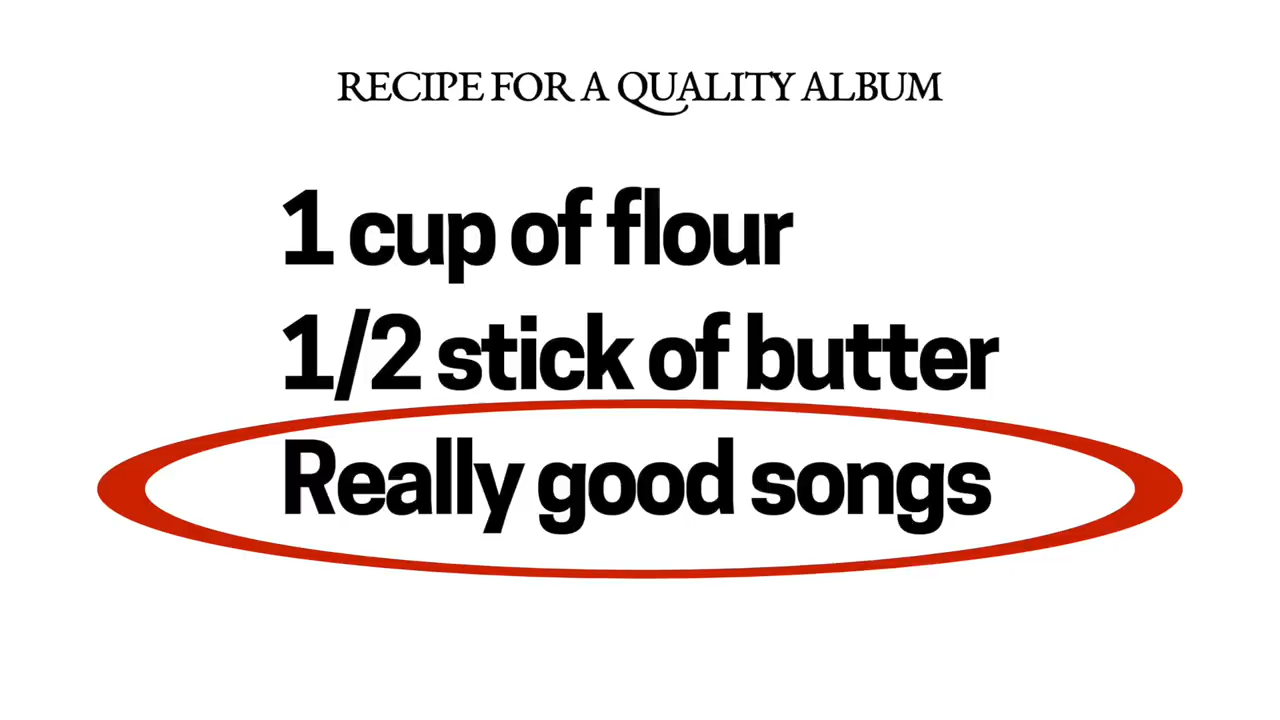 RECIPE FOR A QUALITY ALBUM
1 cup of flour
1/2 stick of butter
Really good songs